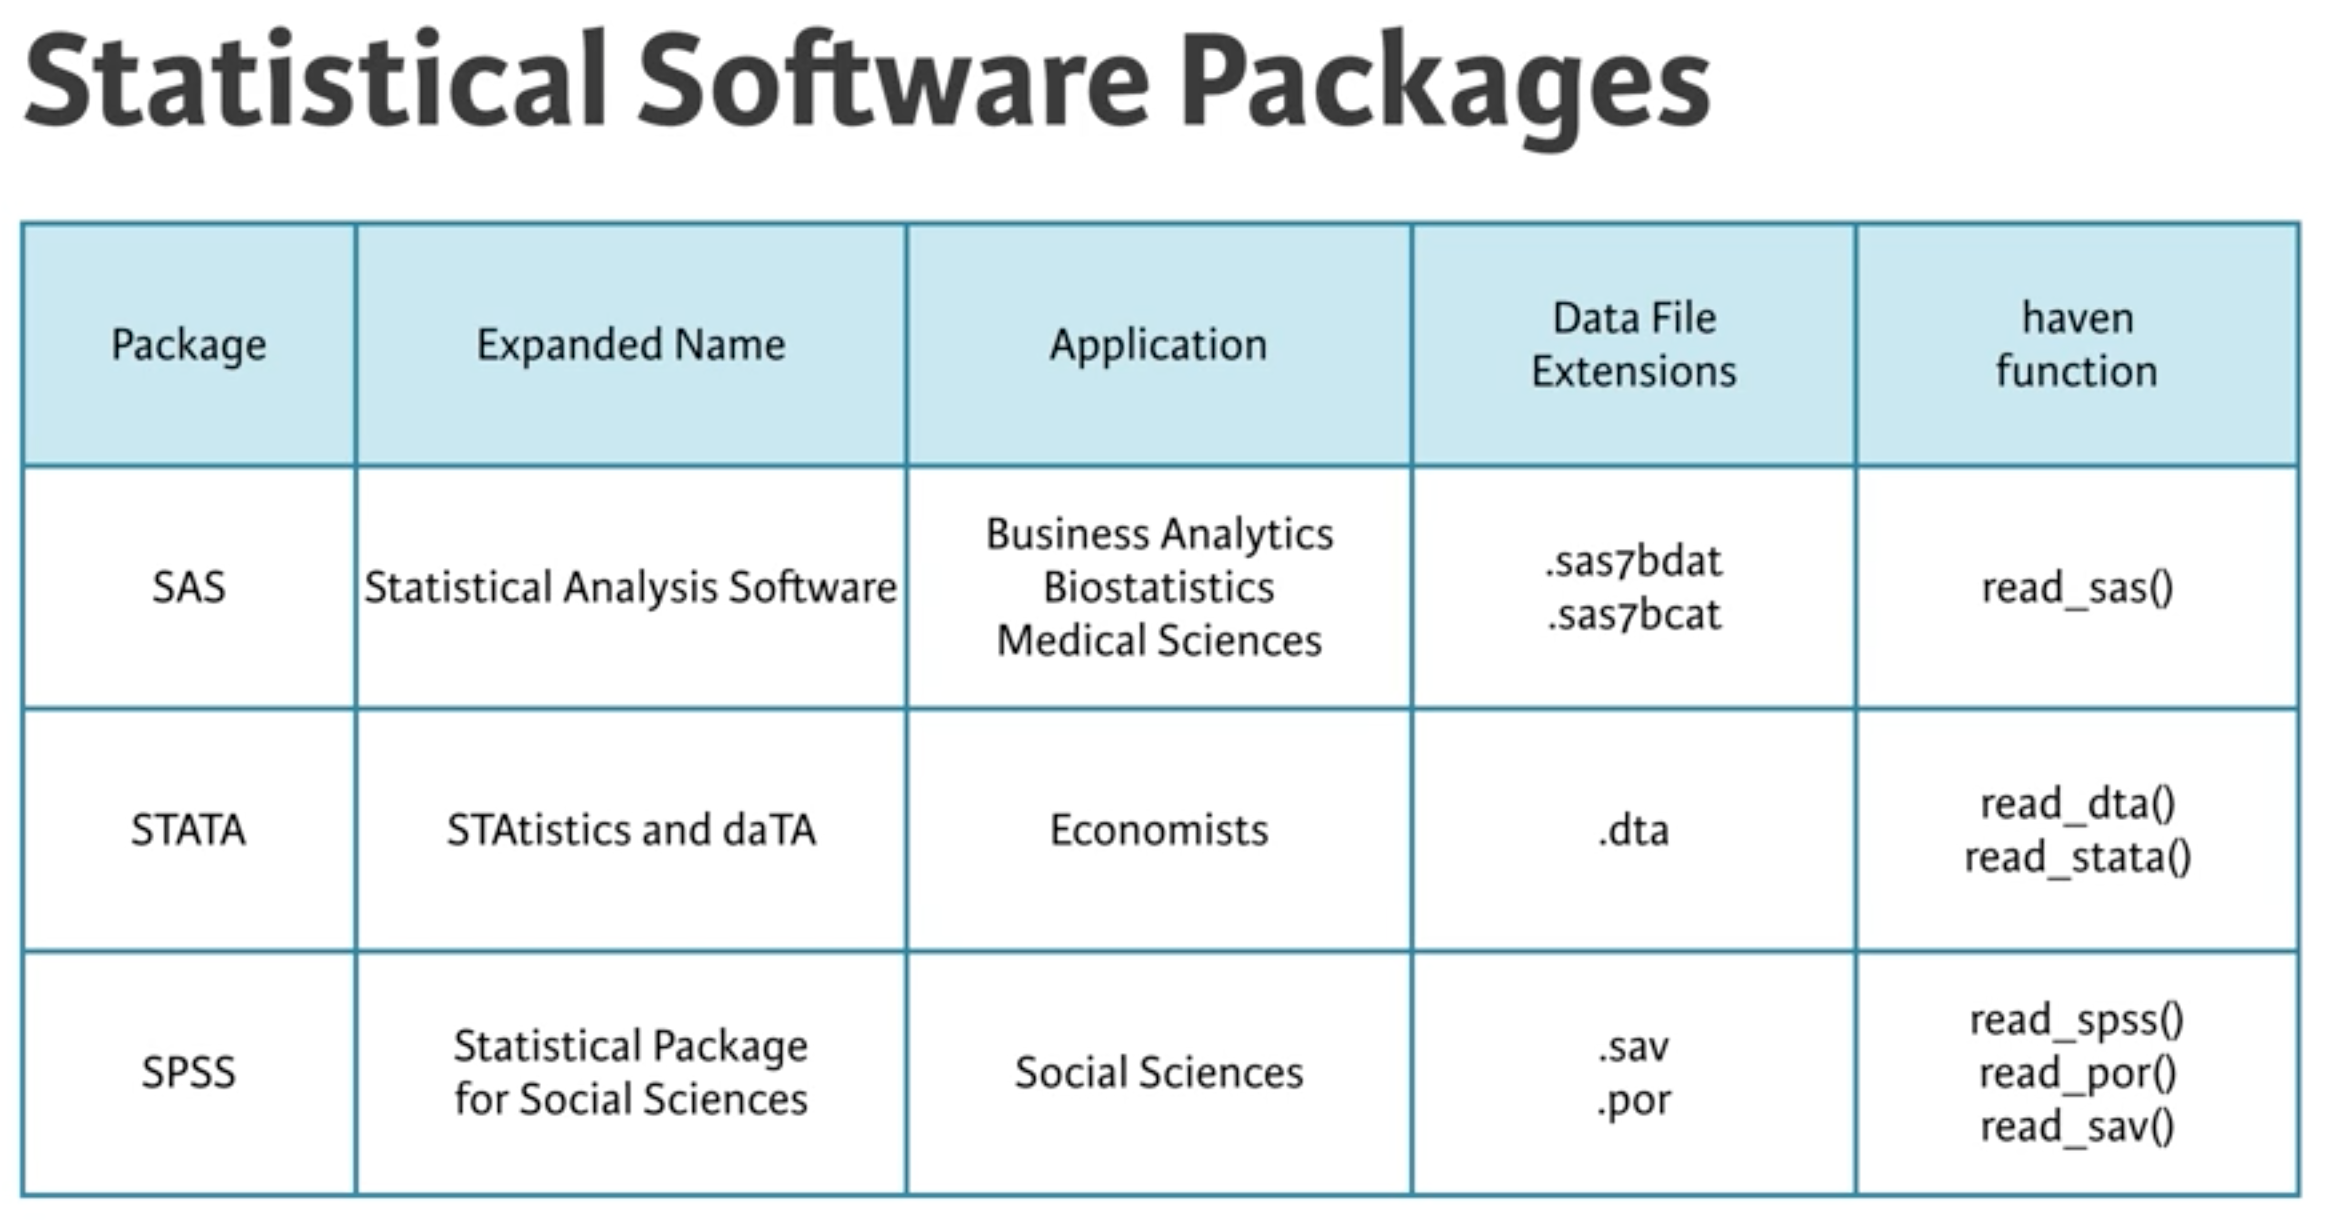 Statistical Software Packages
Package
Expanded Name
Application
Data File
Extensions
haven
function
SAS
Statistical Analysis Software
Business Analytics
Biostatistics
Medical Sciences
.sas7bdat
.sas7bcat
read_sas()
STATA
STAtistics and daTA
Economists
.dta
read_dta()
read_stata()
SPSS
Statistical Package
for Social Sciences
Social Sciences
.sav
.por
read_spss()
read_por()
read_sav()